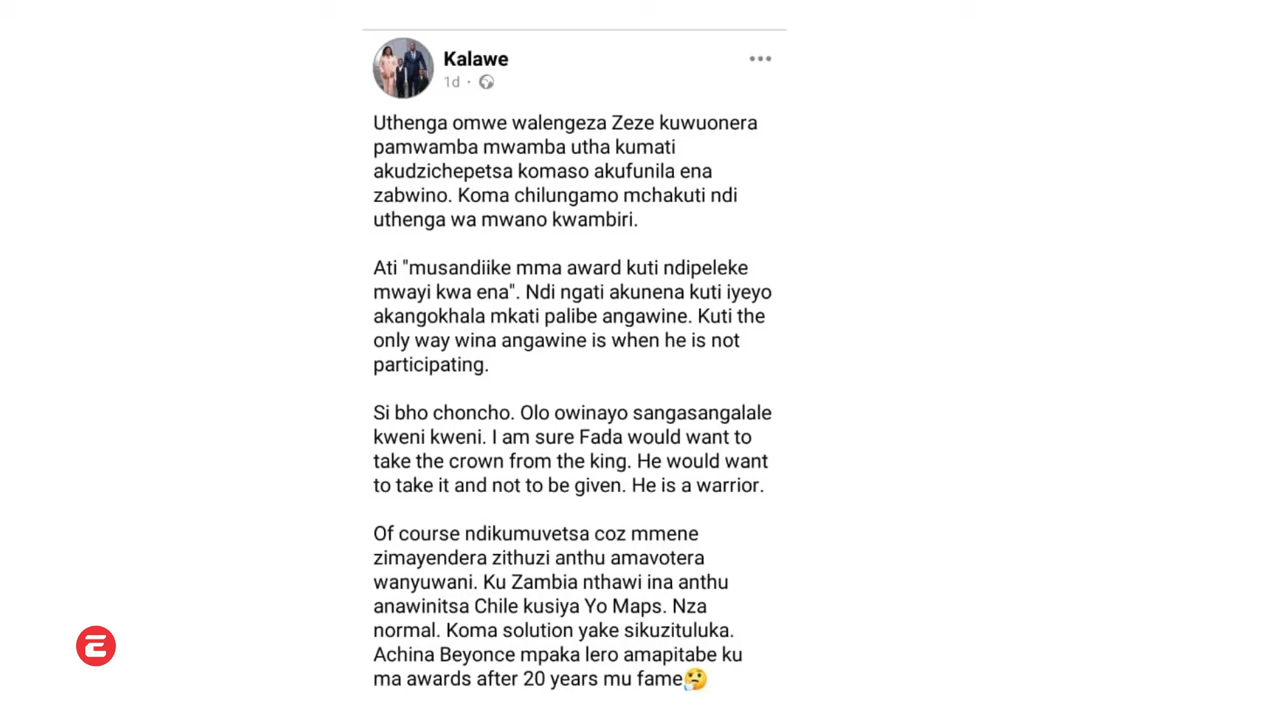 Kalawe
1d ·
Uthenga omwe walengeza Zeze kuwuonera
pamwamba mwamba utha kumati
akudzichepetsa komaso akufunila ena
zabwino. Koma chilungamo mchakuti ndi
uthenga wa mwano kwambiri.
Ati "musandiike mma award kuti ndipeleke
mwayi kwa ena". Ndi ngati akunena kuti iyeyo
akangokhala mkati palibe angawine. Kuti the
only way wina angawine is when he is not
participating.
Si bho choncho. Olo owinayo sangasangalale
kweni kweni. I am sure Fada would want to
take the crown from the king. He would want
to take it and not to be given. He is a warrior.
Of course ndikumuvetsa coz mmene
zimayendera zithuzi anthu amavotera
wanyuwani. Ku Zambia nthawi ina anthu
anawinitsa Chile kusiya Yo Maps. Nza
normal. Koma solution yake sikuzituluka.
Achina Beyonce mpaka lero amapitabe ku
ma awards after 20 years mu fame🤔